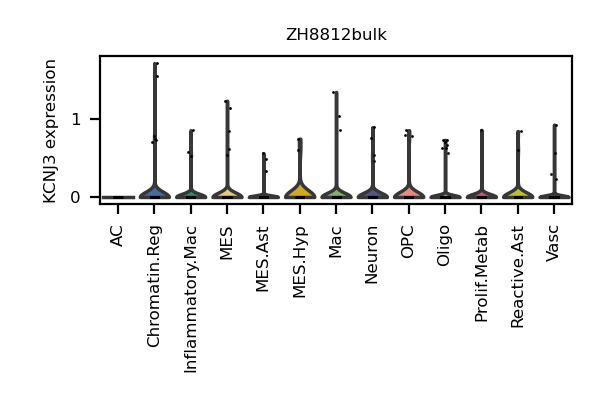 ZH8812bulk
KCNJ3 expression
1
0
AC
Chromatin.Reg
Inflammatory.Mac
MES
MES.Ast
MES.Hyp
Mac
Neuron
OPC
Oligo
Prolif.Metab
Reactive.Ast
Vasc